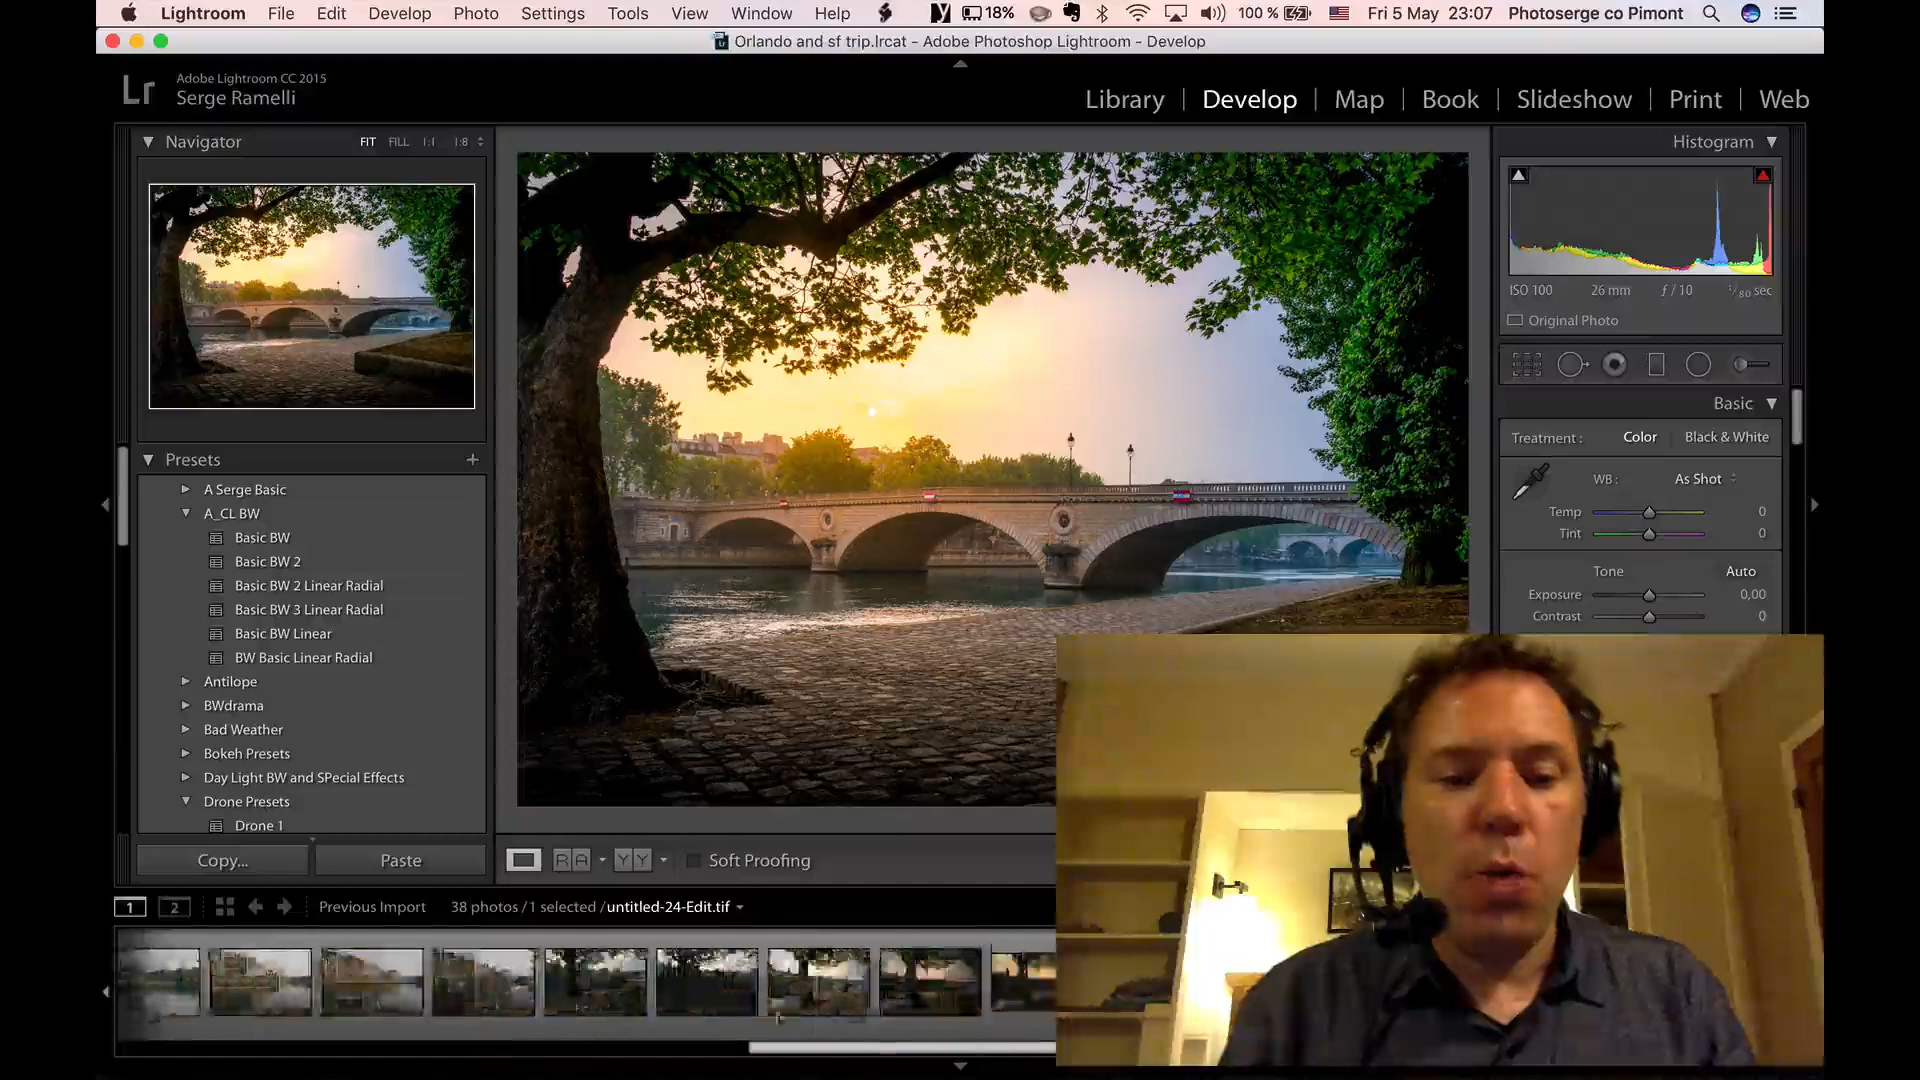 Lightroom File Edit Develop Photo Settings Tools View Window Help 18% 100 % Fri 5 May 23:07 Photoserge co Pimont
Orlando and sf trip.lrcat - Adobe Photoshop Lightroom - Develop
Lr
Adobe Lightroom CC 2015
Serge Ramelli
Library | Develop | Map | Book | Slideshow | Print | Web
Navigator FIT FILL 1:1 1:8
Histogram
ISO 100 26 mm ƒ / 10 1/80 sec
Original Photo
Basic
Treatment : Color Black & White
WB : As Shot
Temp 0
Tint 0
Tone Auto
Exposure 0,00
Contrast 0
Presets +
A Serge Basic
A_CL BW
Basic BW
Basic BW 2
Basic BW 2 Linear Radial
Basic BW 3 Linear Radial
Basic BW Linear
BW Basic Linear Radial
Antilope
BWdrama
Bad Weather
Bokeh Presets
Day Light BW and SPecial Effects
Drone Presets
Drone 1
Copy... Paste
R A Y Y Soft Proofing
1 2 Previous Import 38 photos / 1 selected / untitled-24-Edit.tif